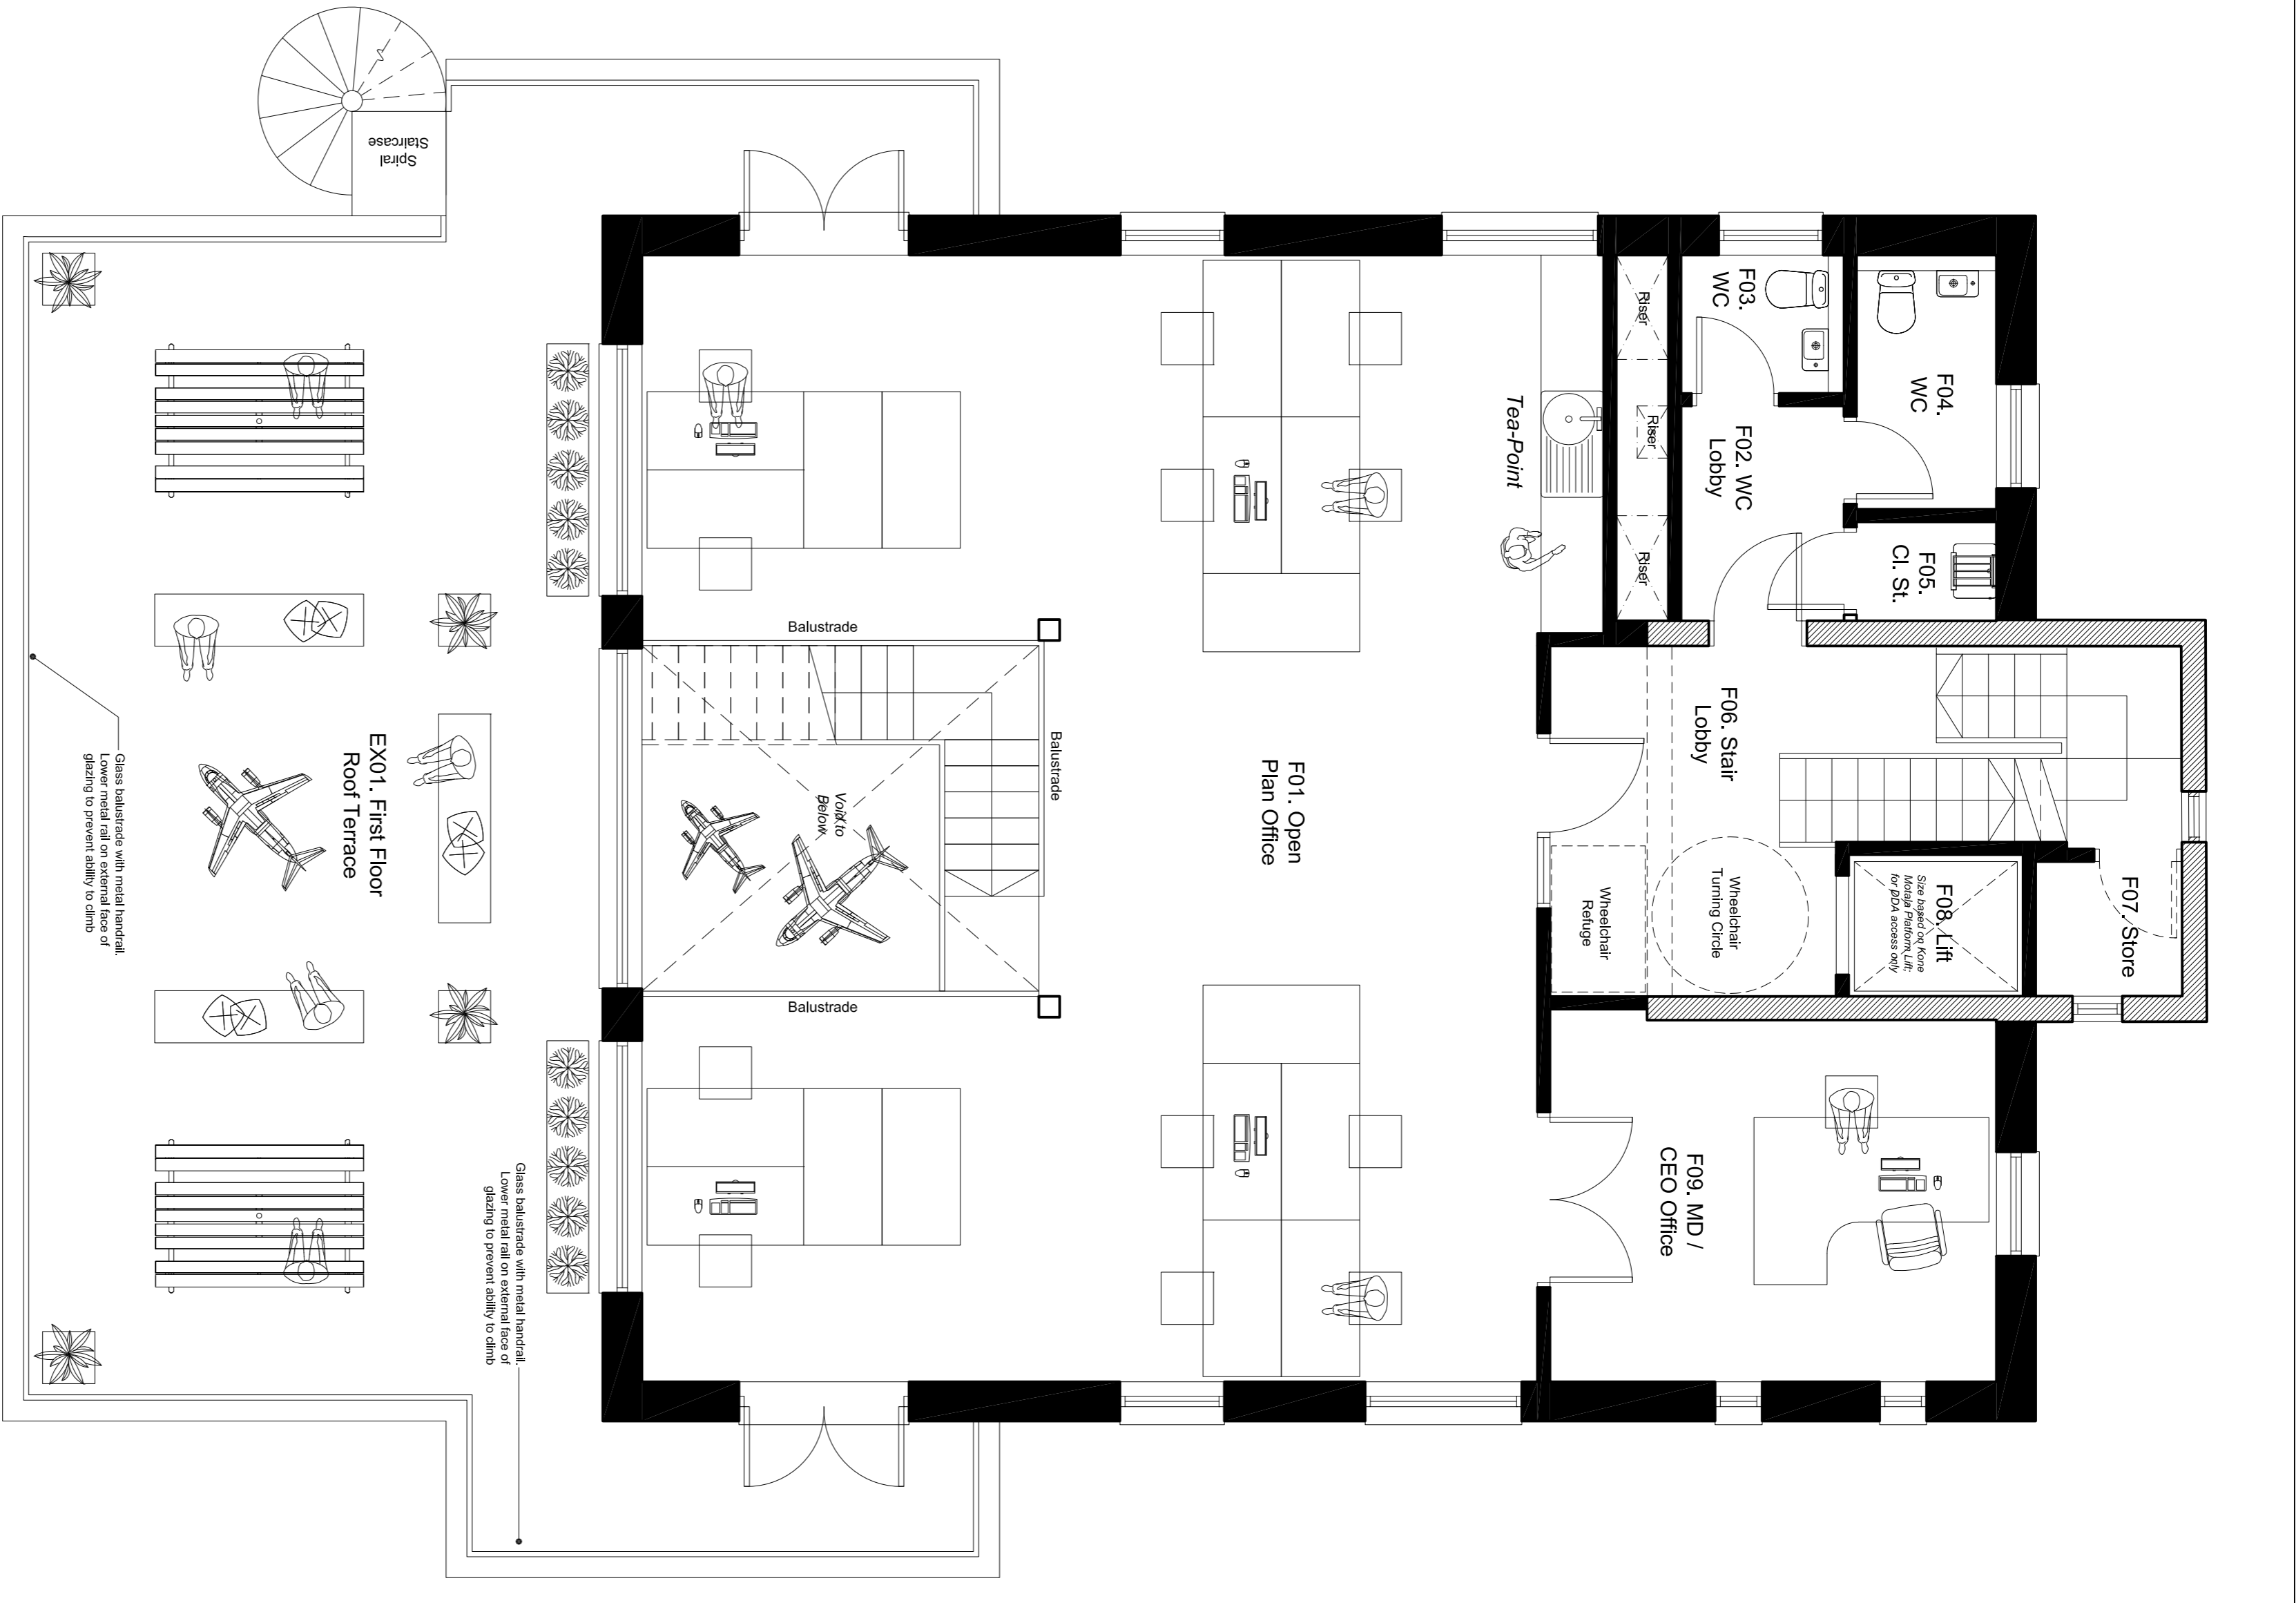 Spiral
Staircase
F03.
WC
F04.
WC
F02. WC
Lobby
F05.
Cl. St.
Riser
Riser
Riser
Tea-Point
F06. Stair
Lobby
F07. Store
F08. Lift
Size based on Kone
Motala Platform Lift;
for DDA access only
Wheelchair
Turning Circle
Wheelchair
Refuge
F01. Open
Plan Office
Balustrade
Balustrade
Balustrade
Void to
Below
F09. MD /
CEO Office
EX01. First Floor
Roof Terrace
Glass balustrade with metal handrail.
Lower metal rail on external face of
glazing to prevent ability to climb
Glass balustrade with metal handrail.
Lower metal rail on external face of
glazing to prevent ability to climb